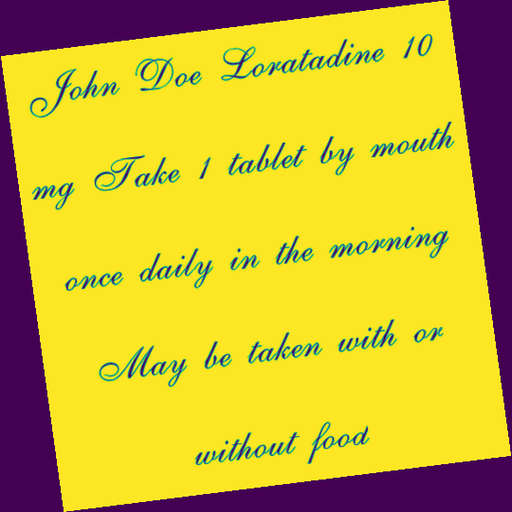 John Doe Loratadine 10
mg Take 1 tablet by mouth
once daily in the morning
May be taken with or
without food